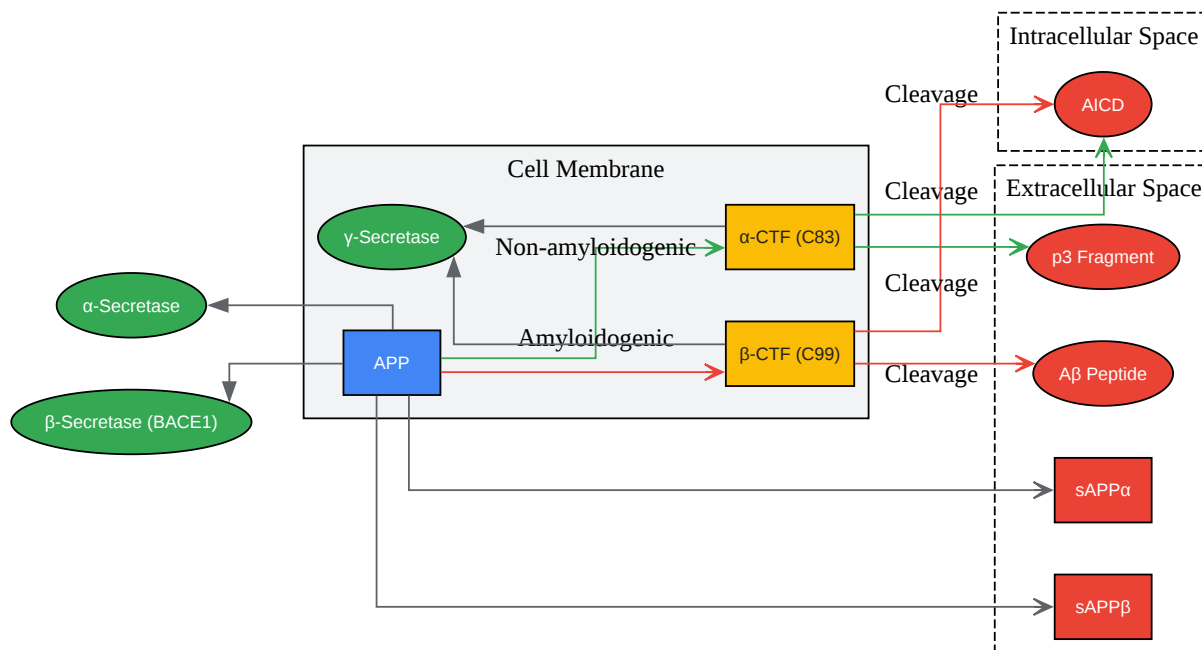 Intracellular Space
Cleavage
AICD
Cell Membrane
Cleavage
Extracellular Space
γ-Secretase
Non-amyloidogenic
α-CTF (C83)
p3 Fragment
α-Secretase
Cleavage
Amyloidogenic
APP
β-CTF (C99)
Cleavage
Aβ Peptide
β-Secretase (BACE1)
sAPPα
sAPPβ